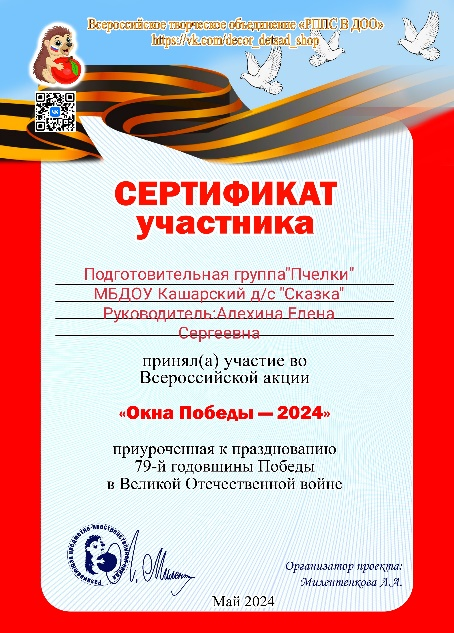 Всероссийское творческое объединение «РППС В ДОО»
https://vk.com/decor_detsad_shop
СЕРТИФИКАТ
участника
Подготовительная группа"Пчелки"
МБДОУ Кашарский д/с "Сказка"
Руководитель:Алехина Елена
Сергеевна
принял(а) участие во
Всероссийской акции
«Окна Победы — 2024»
приуроченная к празднованию
79-й годовщины Победы
в Великой Отечественной войне
Организатор проекта:
Милентенкова А.А.
Май 2024